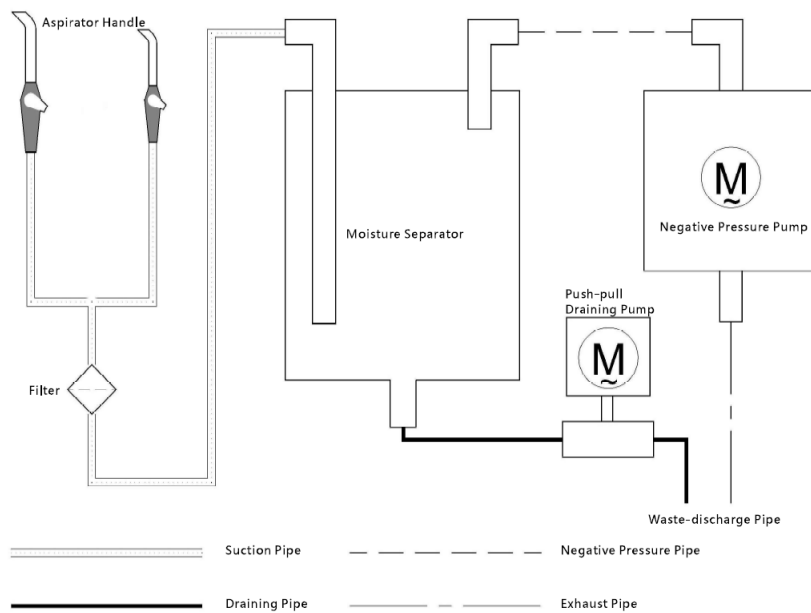 Aspirator Handle
Moisture Separator
M
~
Negative Pressure Pump
Push-pull
Draining Pump
M
~
Filter
Waste-discharge Pipe
Suction Pipe
Negative Pressure Pipe
Draining Pipe
Exhaust Pipe